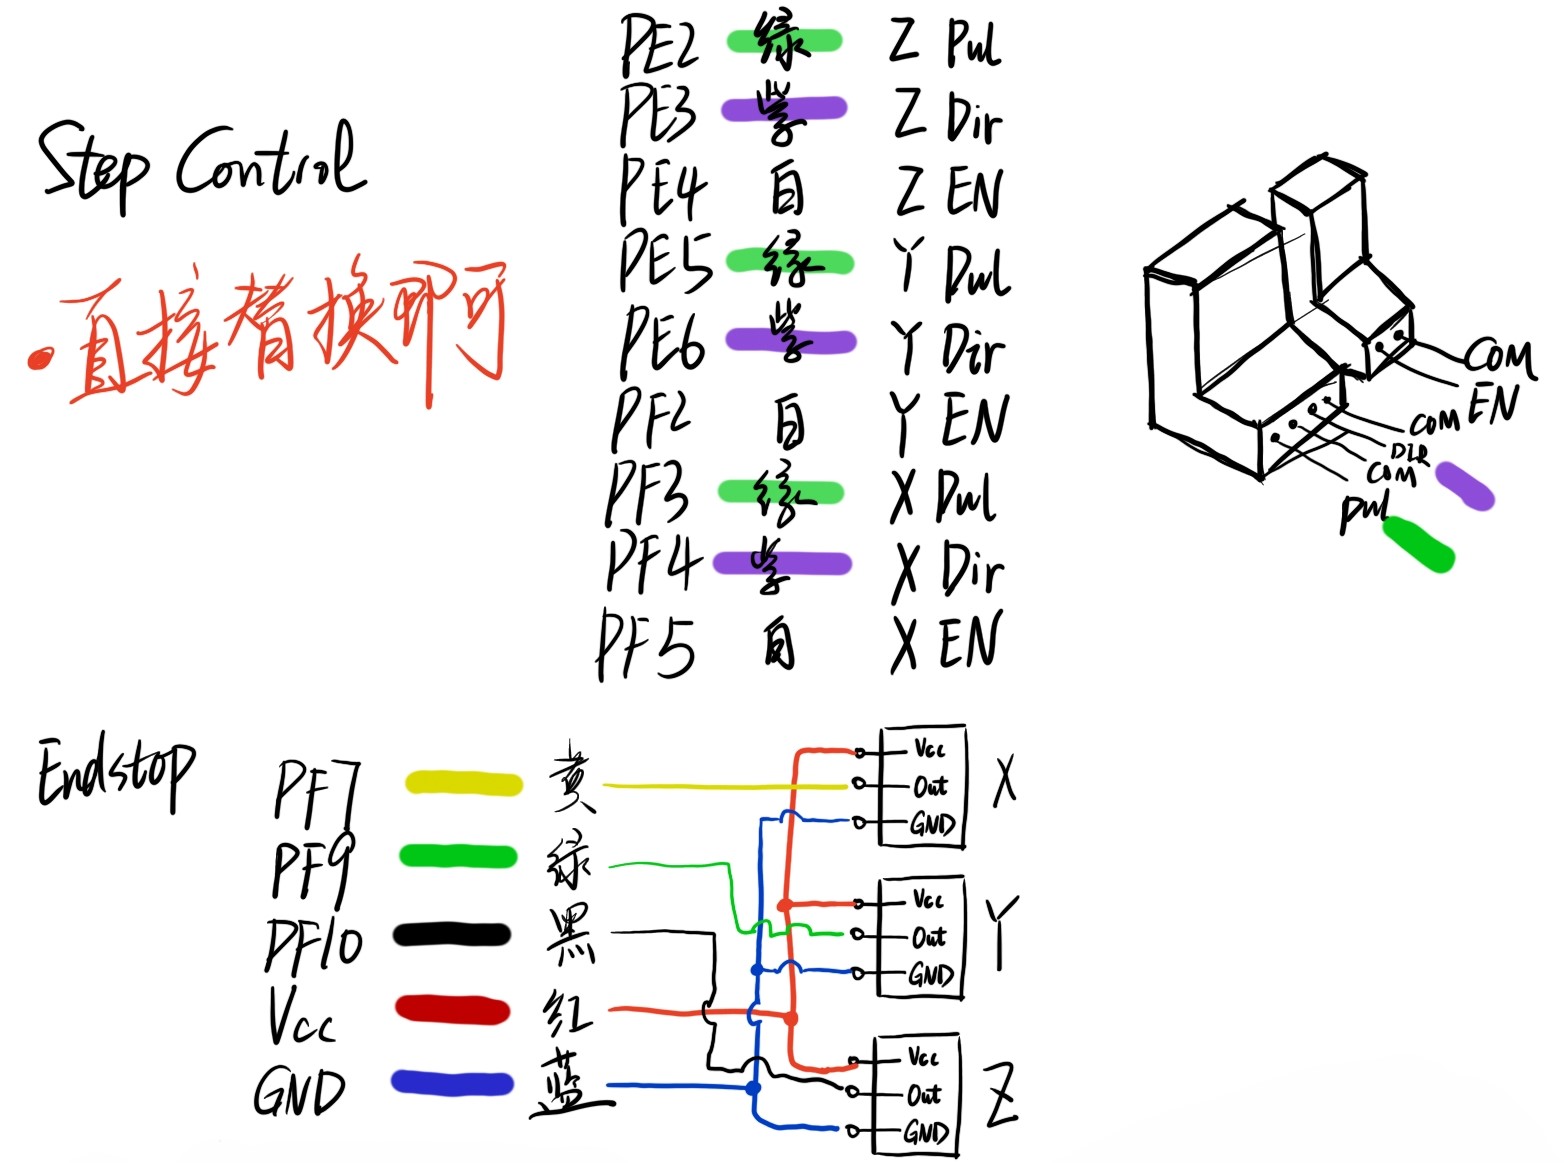 Step Control
直接替换即可
PE2 绿 Z Pul
PE3 紫 Z Dir
PE4 白 Z EN
PE5 绿 Y Pul
PE6 紫 Y Dir
PF2 白 Y EN
PF3 绿 X Pul
PF4 紫 X Dir
PF5 白 X EN
COM
EN
COM
DIR
COM
Pul
Endstop
PF7 黄
PF9 绿
PF10 黑
Vcc 红
GND 蓝
Vcc
Out
GND
X
Vcc
Out
GND
Y
Vcc
Out
GND
Z